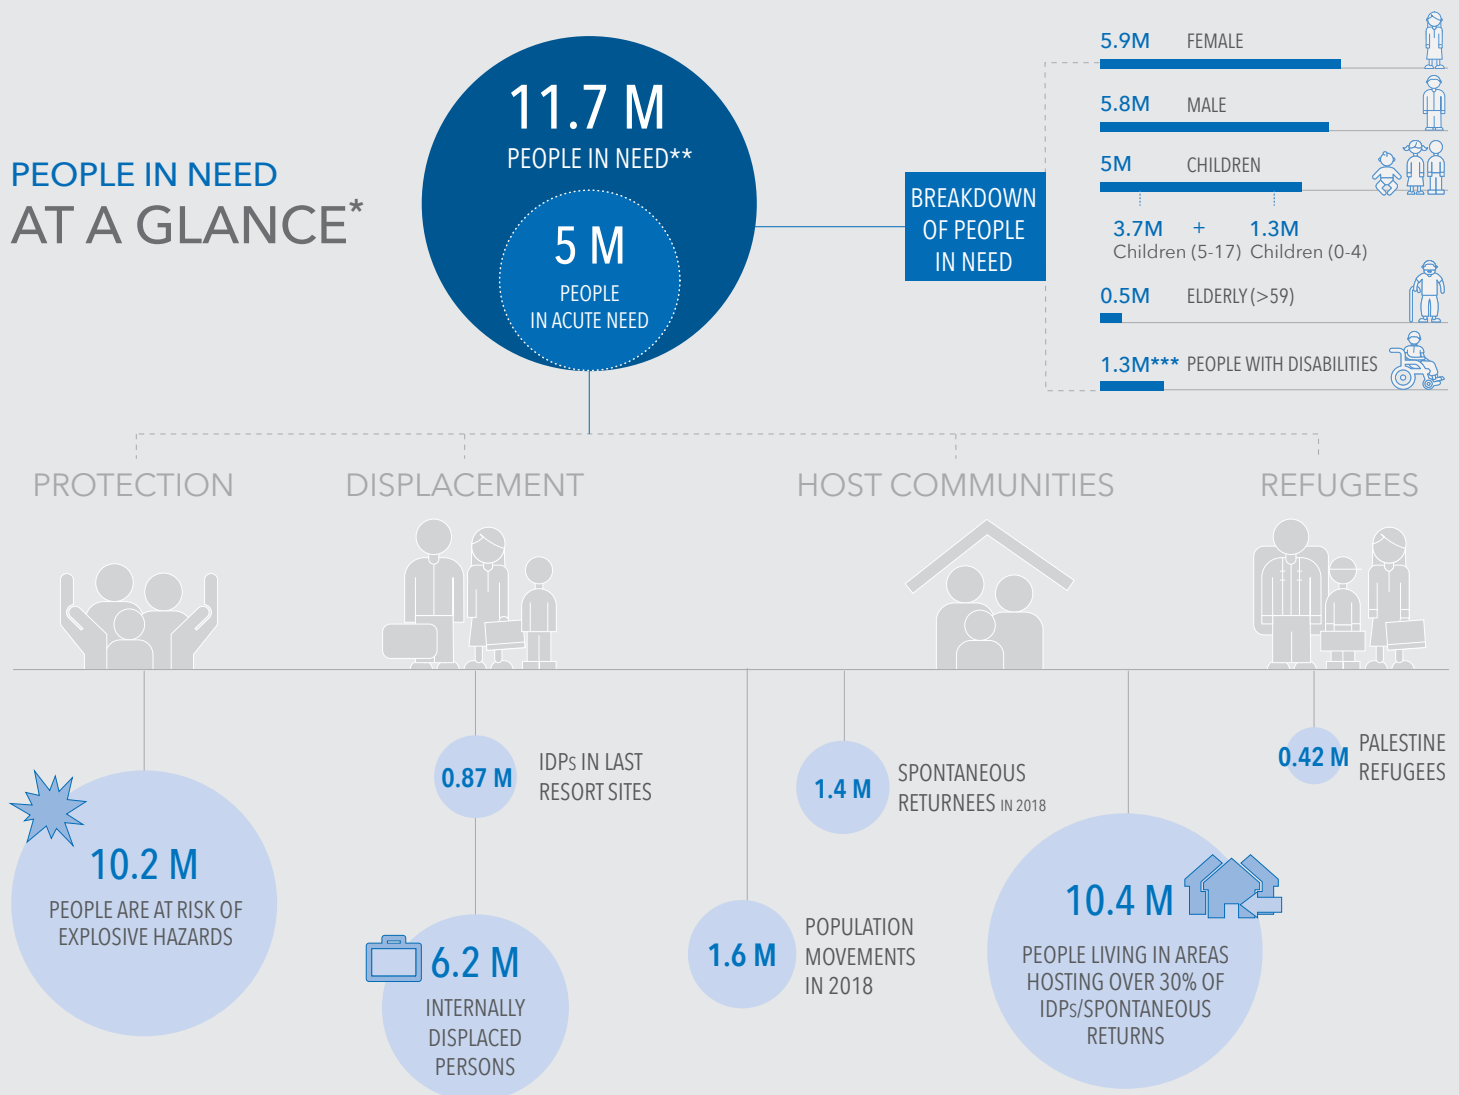 PEOPLE IN NEED
AT A GLANCE*
11.7 M
PEOPLE IN NEED**
5 M
PEOPLE
IN ACUTE NEED
BREAKDOWN
OF PEOPLE
IN NEED
5.9M FEMALE
5.8M MALE
5M CHILDREN
3.7M + 1.3M
Children (5-17) Children (0-4)
0.5M ELDERLY (>59)
1.3M*** PEOPLE WITH DISABILITIES
PROTECTION
DISPLACEMENT
HOST COMMUNITIES
REFUGEES
10.2 M
PEOPLE ARE AT RISK OF
EXPLOSIVE HAZARDS
0.87 M
IDPs IN LAST
RESORT SITES
6.2 M
INTERNALLY
DISPLACED
PERSONS
1.6 M
POPULATION
MOVEMENTS
IN 2018
1.4 M
SPONTANEOUS
RETURNEES IN 2018
10.4 M
PEOPLE LIVING IN AREAS
HOSTING OVER 30% OF
IDPs/SPONTANEOUS
RETURNS
0.42 M
PALESTINE
REFUGEES